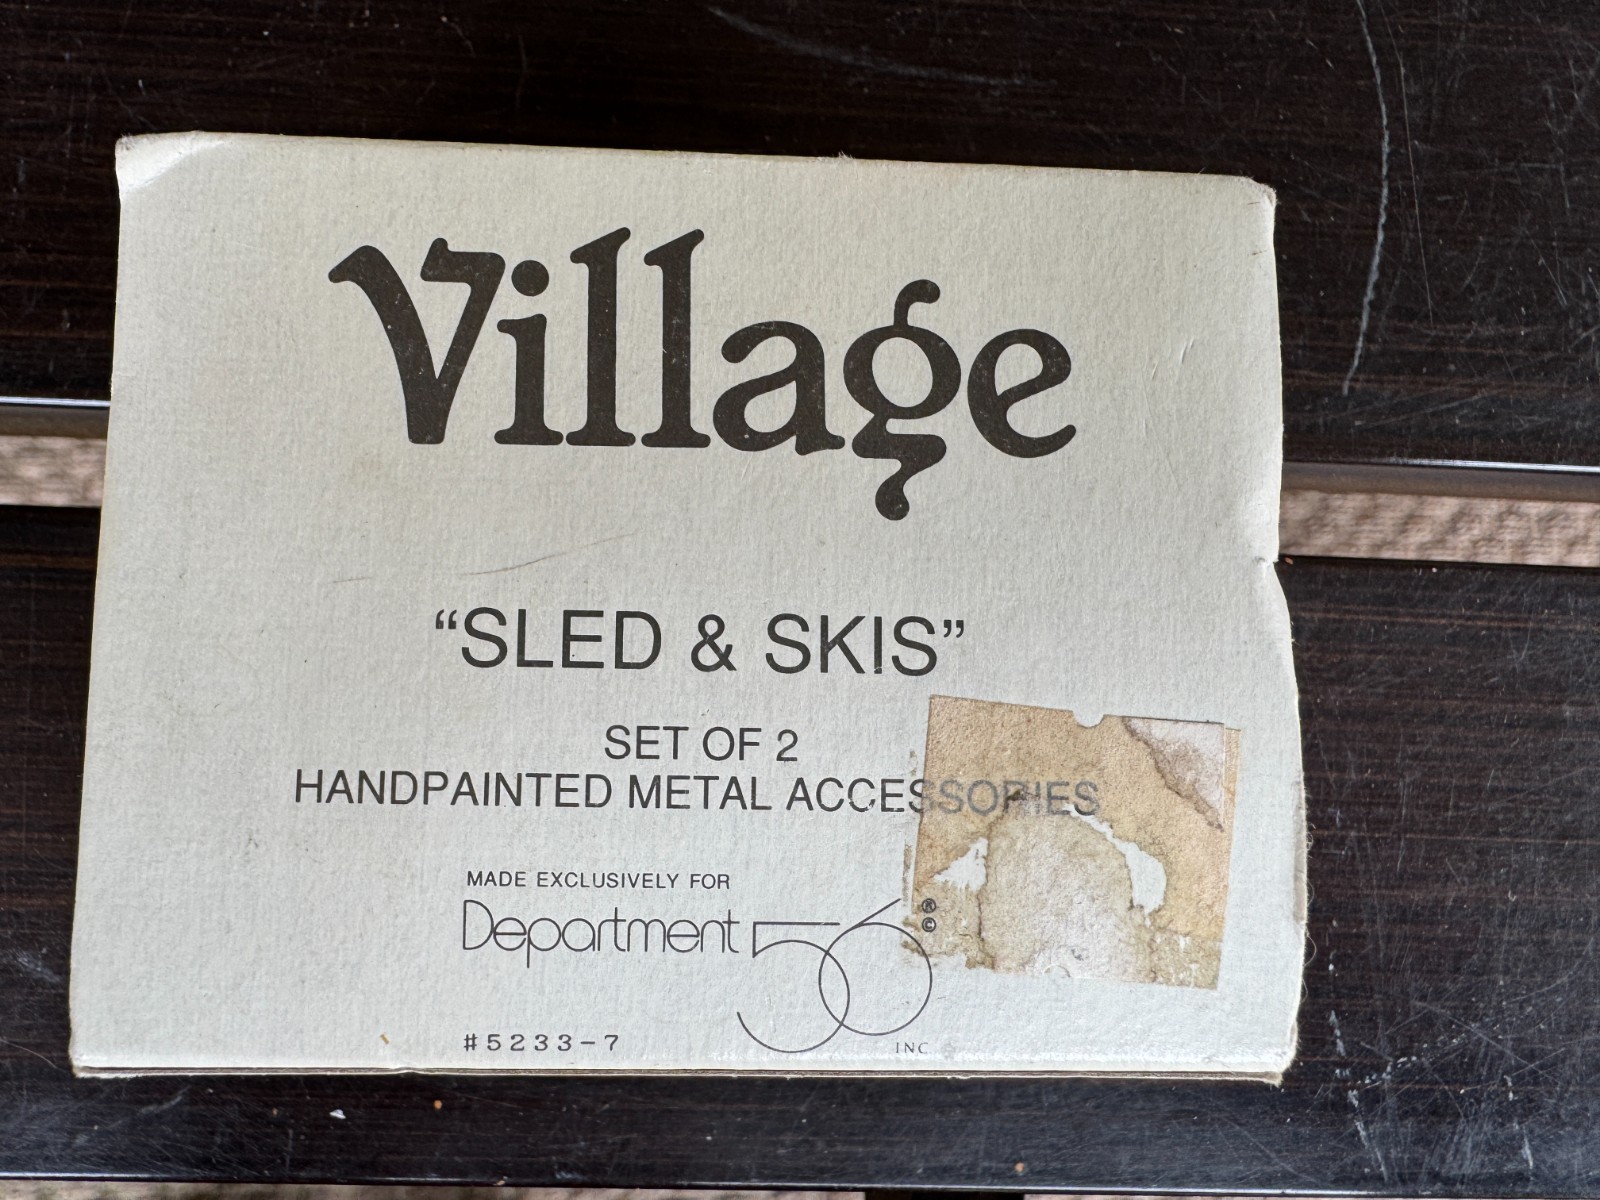 Village
“SLED & SKIS”
SET OF 2
HANDPAINTED METAL ACCESSORIES
MADE EXCLUSIVELY FOR
Department 56 ® ©
INC
#5233-7